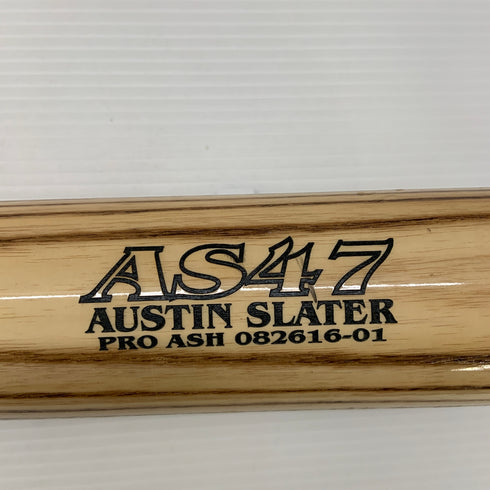 AS47
AUSTIN SLATER
PRO ASH 082616-01